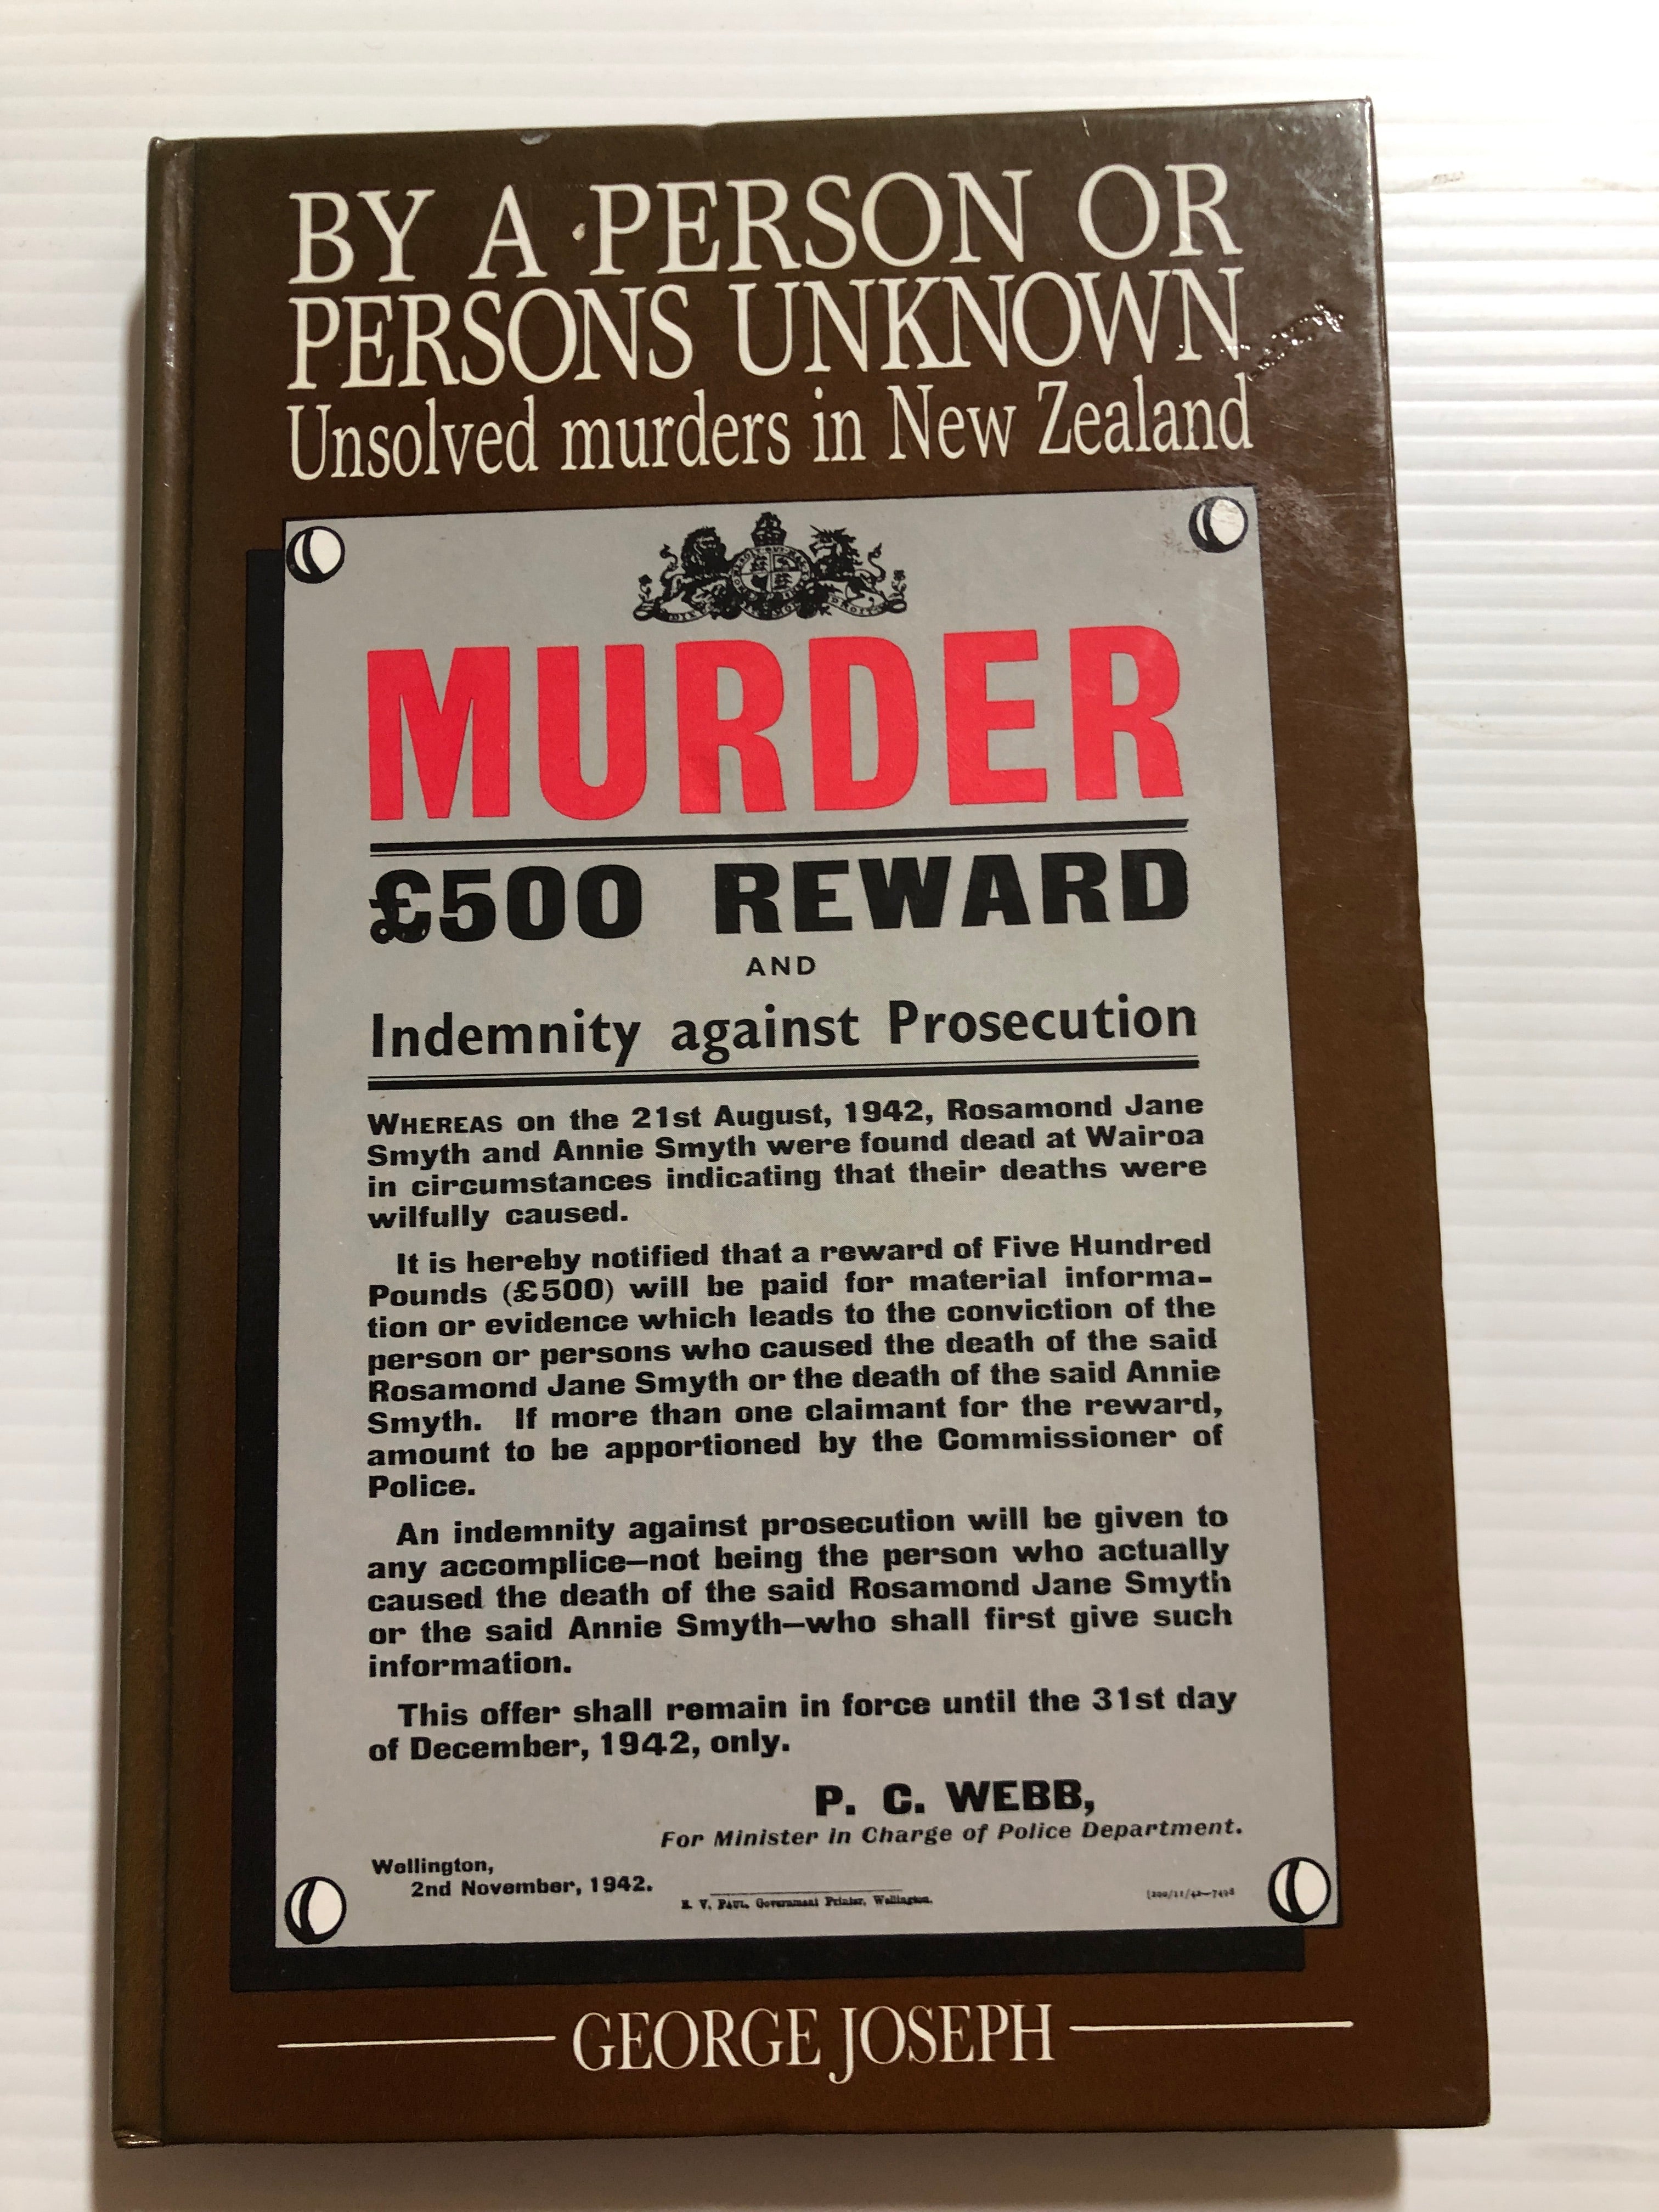 BY A PERSON OR
PERSONS UNKNOWN
Unsolved murders in New Zealand
MURDER
£500 REWARD
AND
Indemnity against Prosecution
WHEREAS on the 21st August, 1942, Rosamond Jane
Smyth and Annie Smyth were found dead at Wairoa
in circumstances indicating that their deaths were
wilfully caused.
It is hereby notified that a reward of Five Hundred
Pounds (£500) will be paid for material informa-
tion or evidence which leads to the conviction of the
person or persons who caused the death of the said
Rosamond Jane Smyth or the death of the said Annie
Smyth. If more than one claimant for the reward,
amount to be apportioned by the Commissioner of
Police.
An indemnity against prosecution will be given to
any accomplice—not being the person who actually
caused the death of the said Rosamond Jane Smyth
or the said Annie Smyth—who shall first give such
information.
This offer shall remain in force until the 31st day
of December, 1942, only.
P. C. WEBB,
For Minister in Charge of Police Department.
Wellington,
2nd November, 1942.
E. V. PAUL, Government Printer, Wellington.
GEORGE JOSEPH